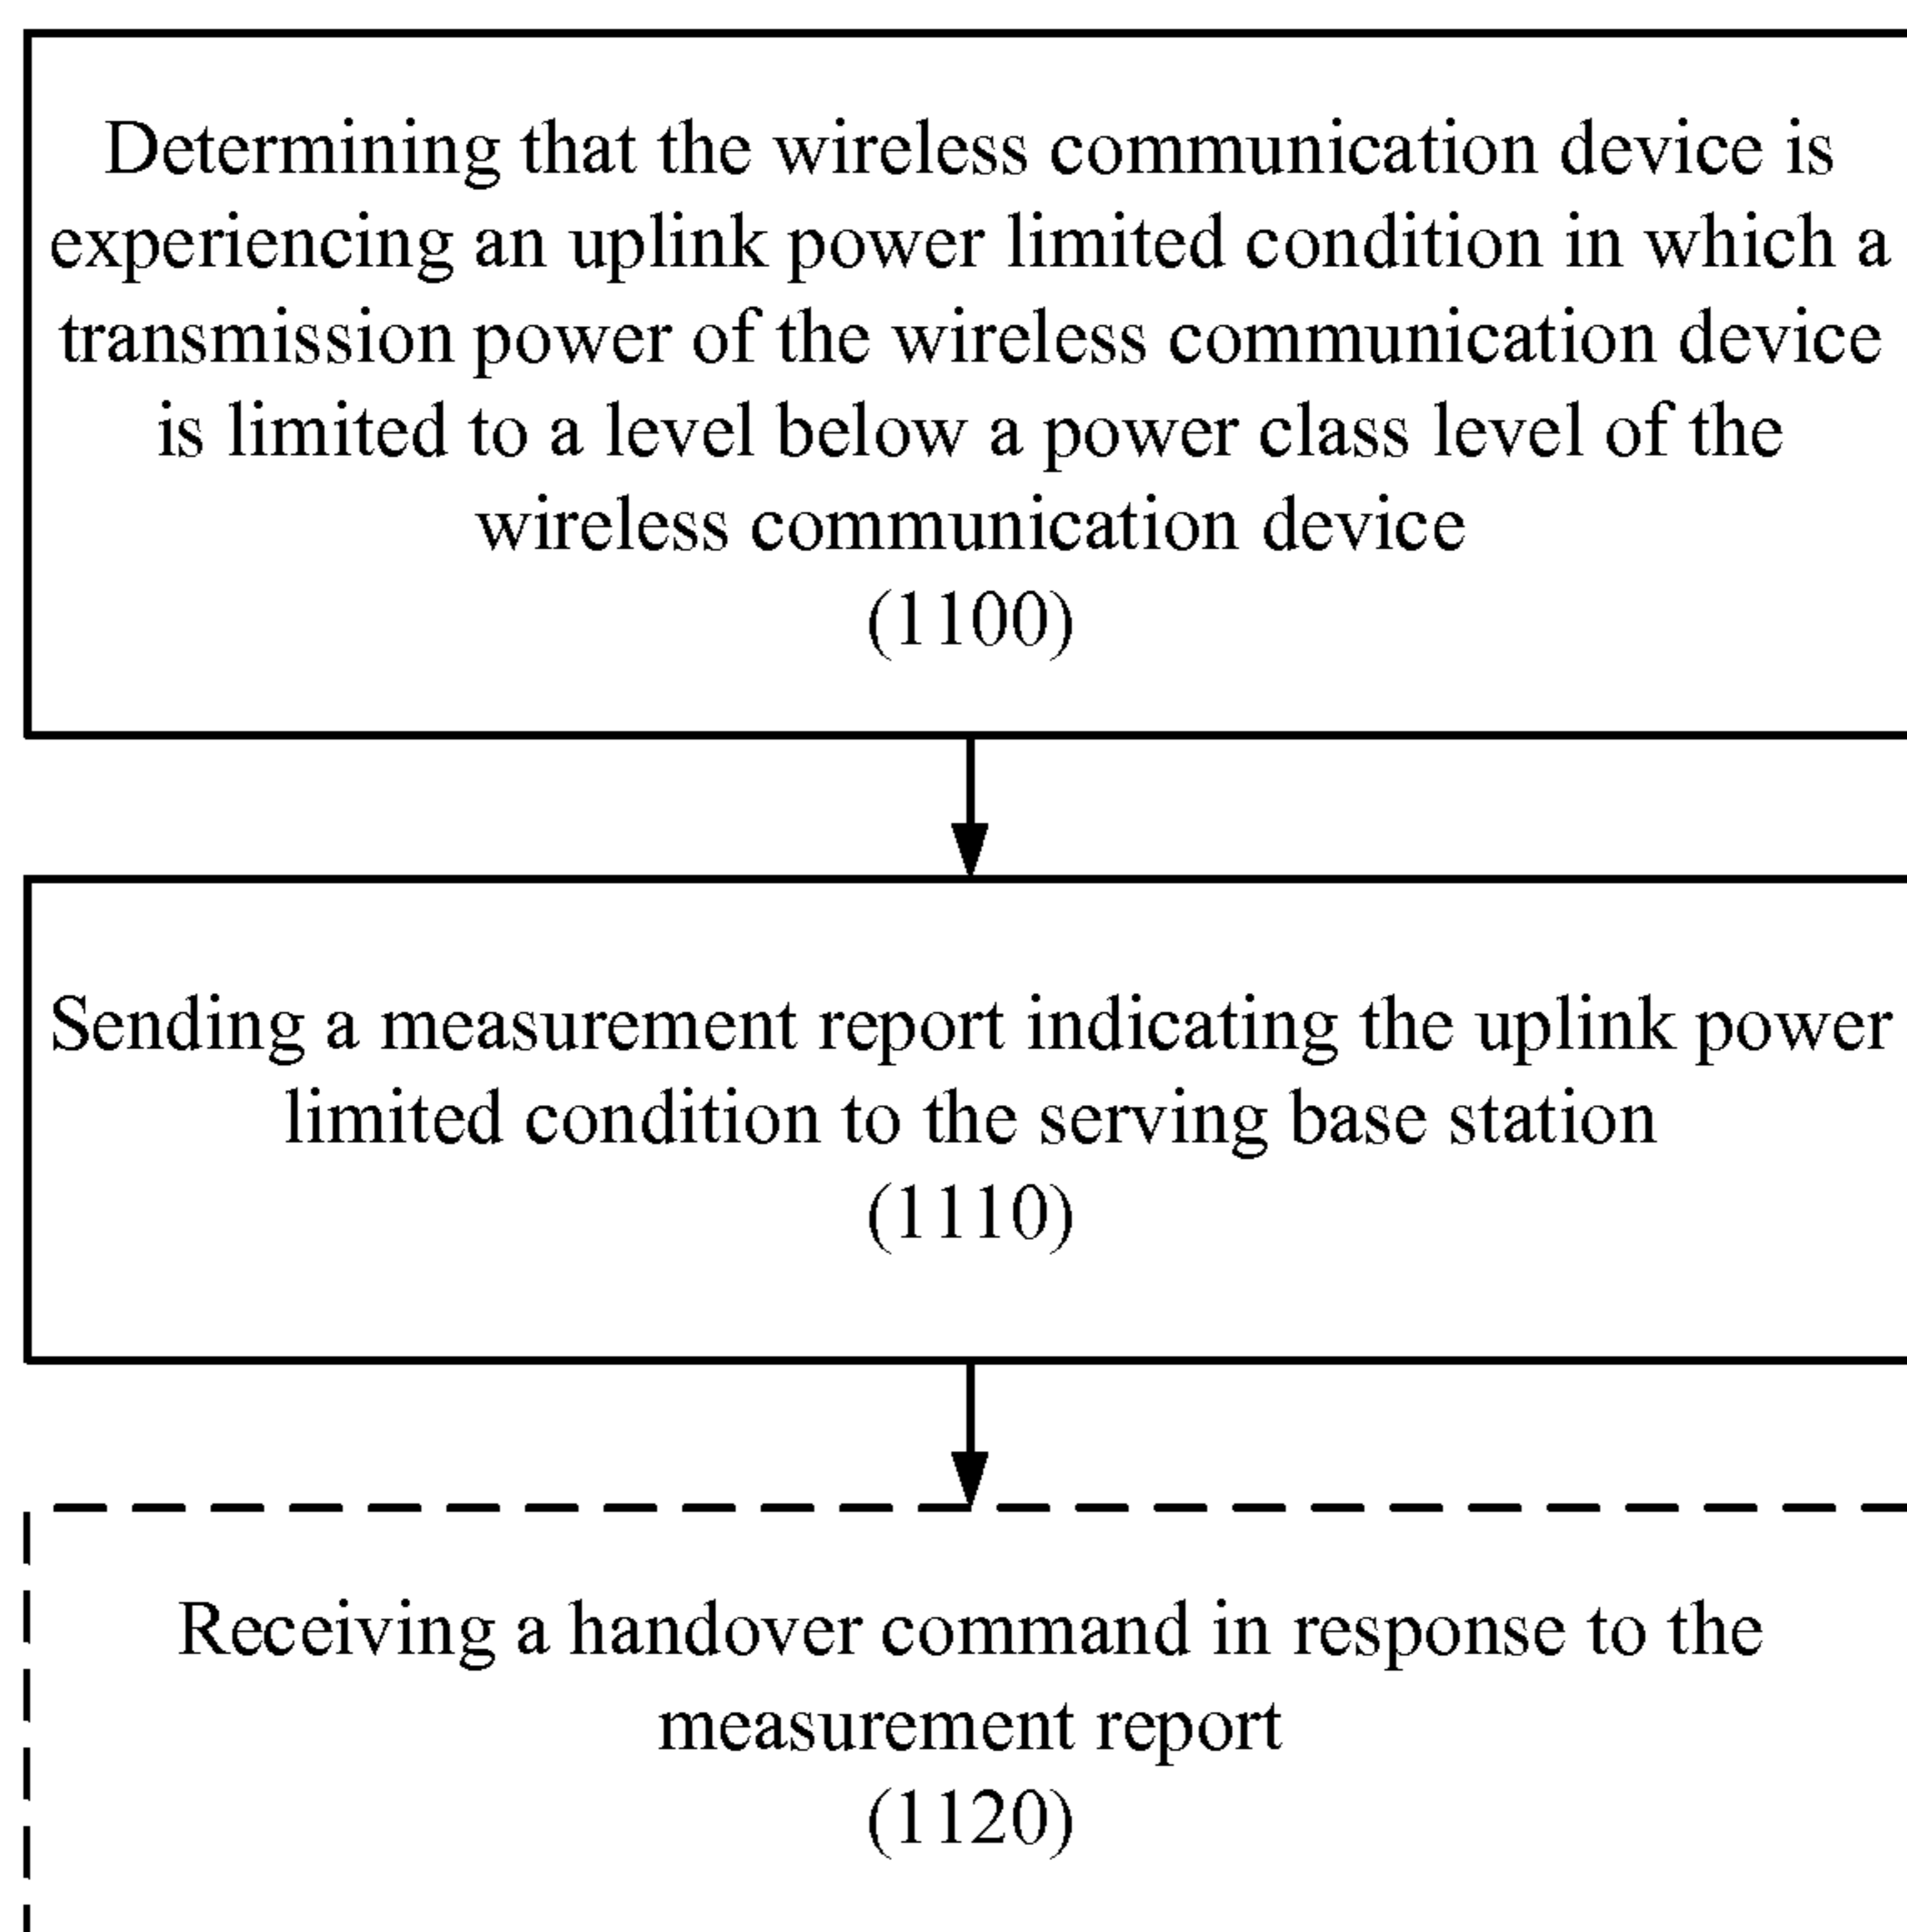 Determining that the wireless communication device is
experiencing an uplink power limited condition in which a
transmission power of the wireless communication device
is limited to a level below a power class level of the
wireless communication device
(1100)
Sending a measurement report indicating the uplink power
limited condition to the serving base station
(1110)
Receiving a handover command in response to the
measurement report
(1120)